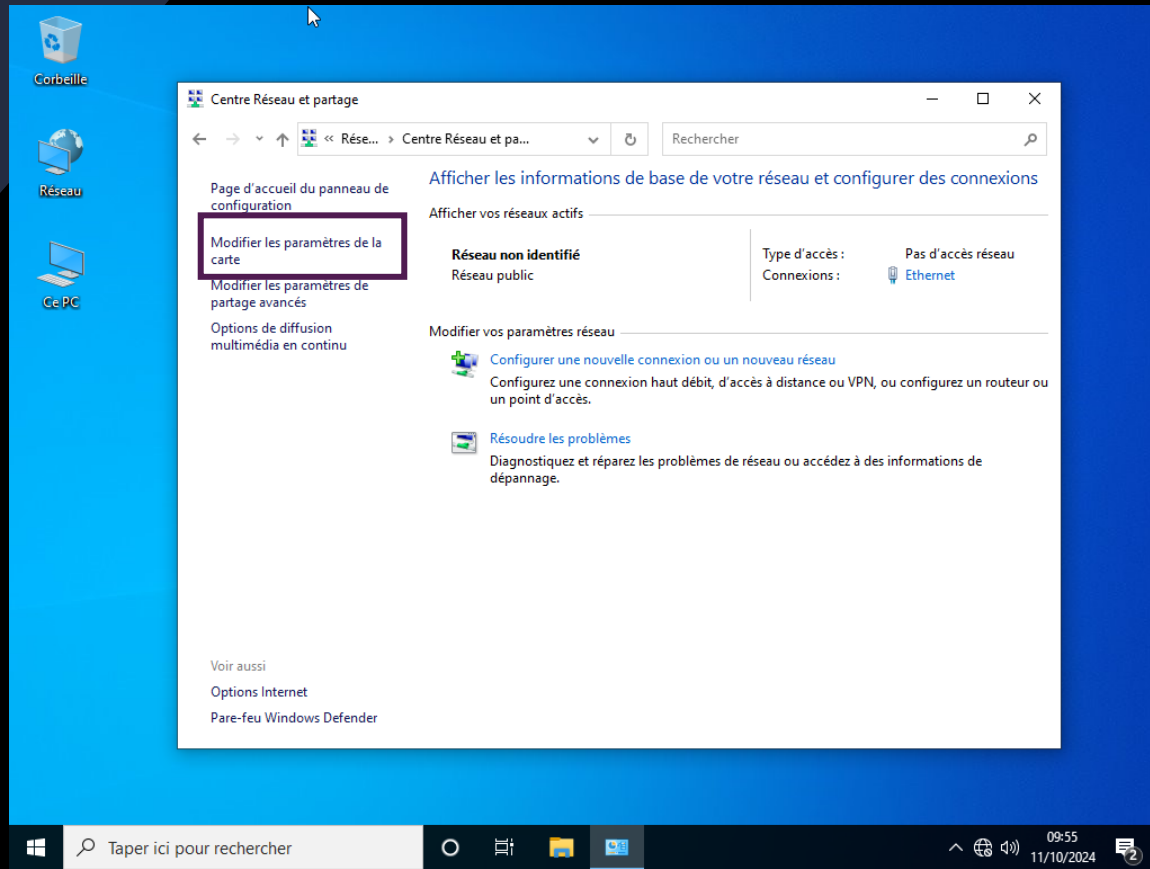 Corbeille
Réseau
Ce PC
Centre Réseau et partage
« Rése... › Centre Réseau et pa...
Rechercher
Page d'accueil du panneau de
configuration
Modifier les paramètres de la
carte
Modifier les paramètres de
partage avancés
Options de diffusion
multimédia en continu
Afficher les informations de base de votre réseau et configurer des connexions
Afficher vos réseaux actifs
Réseau non identifié
Réseau public
Type d'accès : Pas d'accès réseau
Connexions : Ethernet
Modifier vos paramètres réseau
Configurer une nouvelle connexion ou un nouveau réseau
Configurez une connexion haut débit, d'accès à distance ou VPN, ou configurez un routeur ou
un point d'accès.
Résoudre les problèmes
Diagnostiquez et réparez les problèmes de réseau ou accédez à des informations de
dépannage.
Voir aussi
Options Internet
Pare-feu Windows Defender
Taper ici pour rechercher
09:55
11/10/2024
2